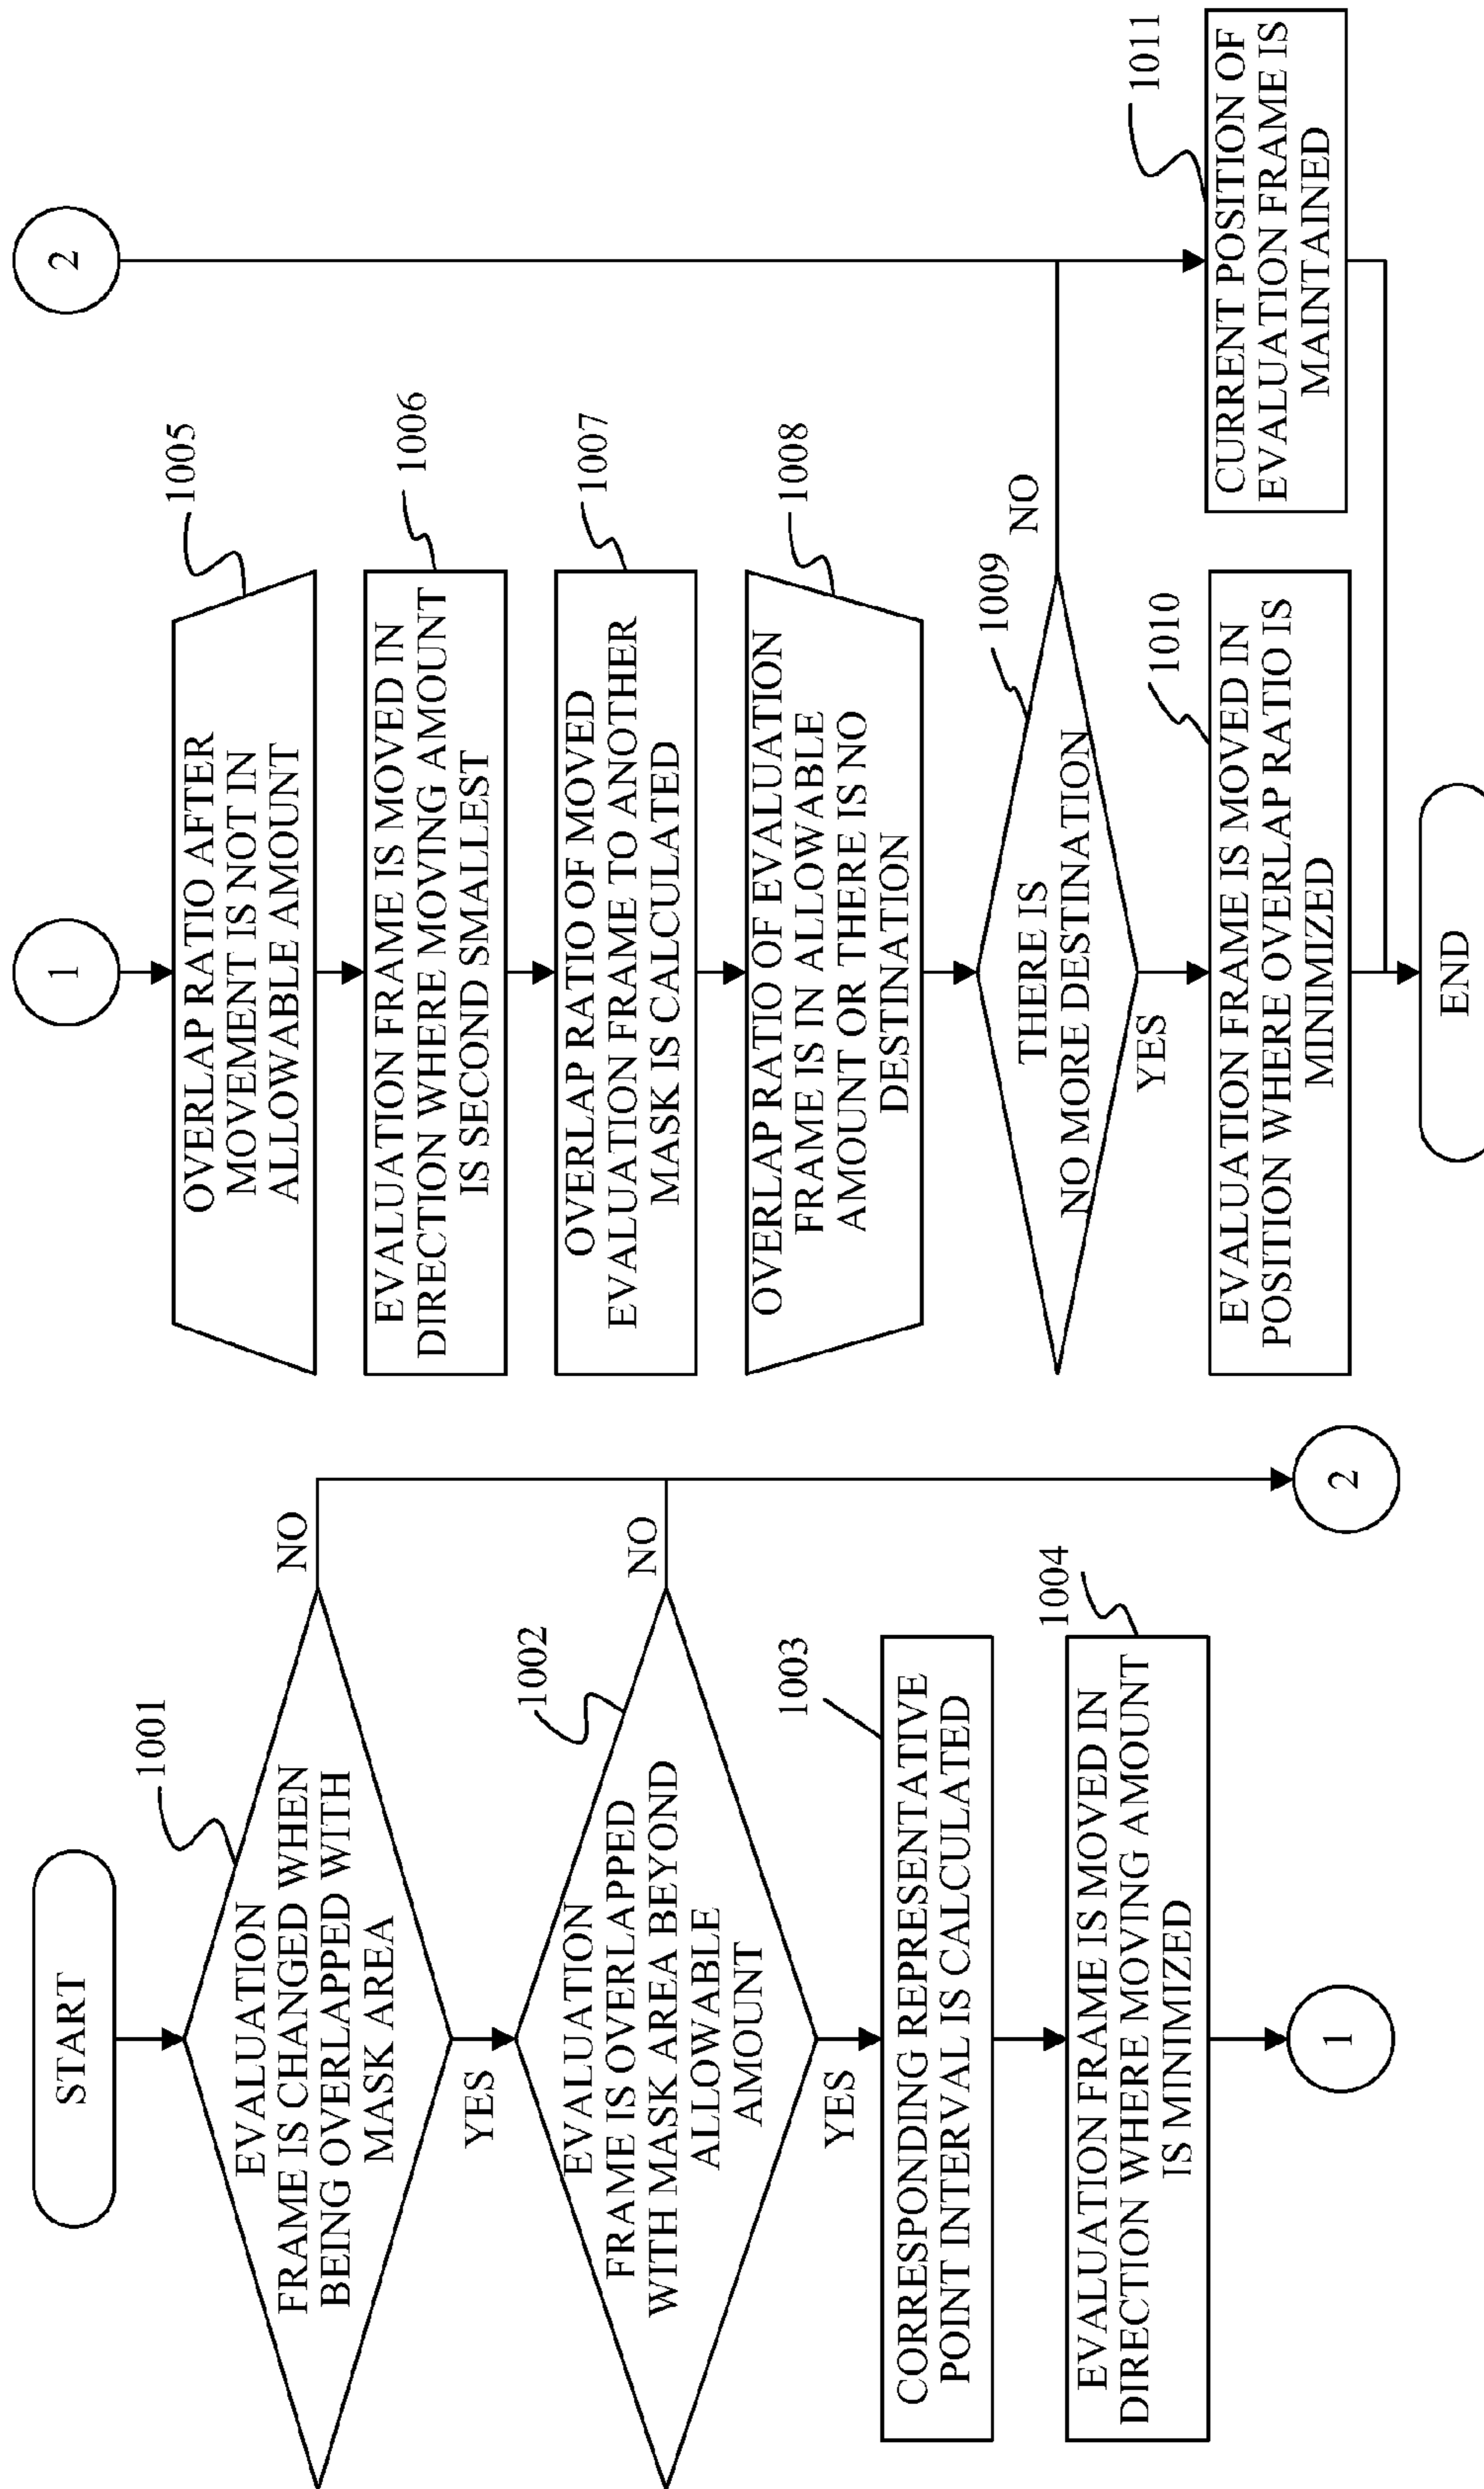 START
1001
EVALUATION
FRAME IS CHANGED WHEN
BEING OVERLAPPED WITH
MASK AREA
NO
YES
1002
EVALUATION
FRAME IS OVERLAPPED
WITH MASK AREA BEYOND
ALLOWABLE
AMOUNT
NO
YES
1003
CORRESPONDING REPRESENTATIVE
POINT INTERVAL IS CALCULATED
1004
EVALUATION FRAME IS MOVED IN
DIRECTION WHERE MOVING AMOUNT
IS MINIMIZED
1
2
1
2
1005
OVERLAP RATIO AFTER
MOVEMENT IS NOT IN
ALLOWABLE AMOUNT
1006
EVALUATION FRAME IS MOVED IN
DIRECTION WHERE MOVING AMOUNT
IS SECOND SMALLEST
1007
OVERLAP RATIO OF MOVED
EVALUATION FRAME TO ANOTHER
MASK IS CALCULATED
1008
OVERLAP RATIO OF EVALUATION
FRAME IS IN ALLOWABLE
AMOUNT OR THERE IS NO
DESTINATION
1009
THERE IS
NO MORE DESTINATION
NO
YES
1010
EVALUATION FRAME IS MOVED IN
POSITION WHERE OVERLAP RATIO IS
MINIMIZED
1011
CURRENT POSITION OF
EVALUATION FRAME IS
MAINTAINED
END